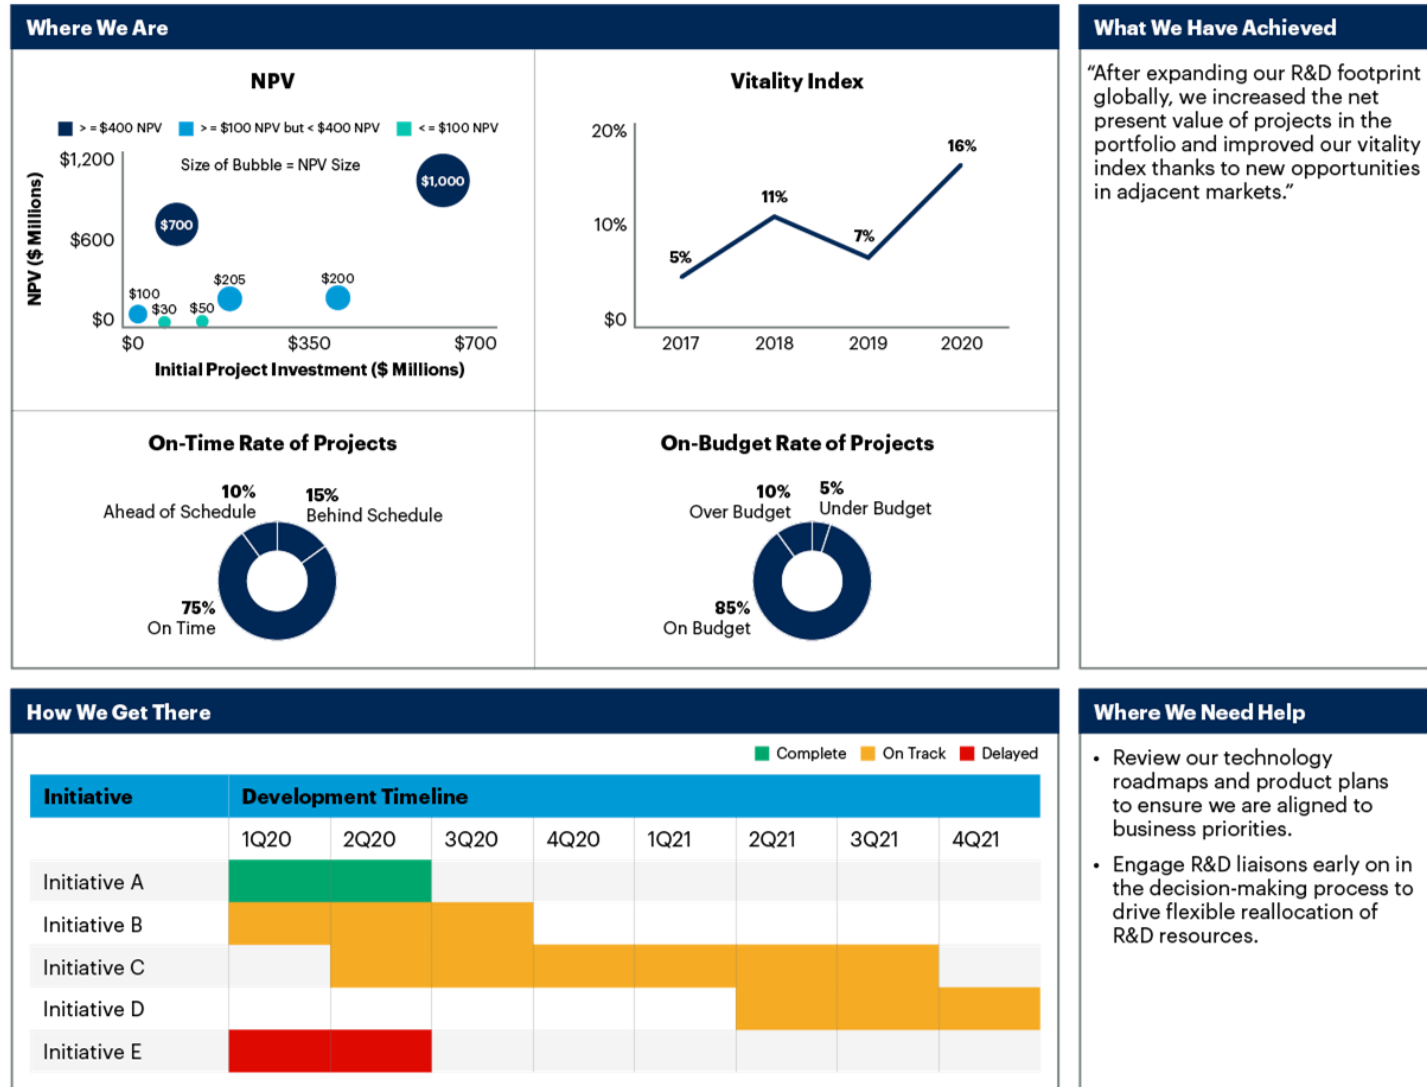 Where We Are
NPV
> = $400 NPV > = $100 NPV but < $400 NPV < = $100 NPV
Size of Bubble = NPV Size
NPV ($ Millions)
$1,200
$600
$0
$1,000
$700
$205
$200
$100
$30
$50
$0 $350 $700
Initial Project Investment ($ Millions)
Vitality Index
20%
10%
$0
5%
11%
7%
16%
2017 2018 2019 2020
On-Time Rate of Projects
10%
Ahead of Schedule
15%
Behind Schedule
75%
On Time
On-Budget Rate of Projects
10%
Over Budget
5%
Under Budget
85%
On Budget
What We Have Achieved
“After expanding our R&D footprint
globally, we increased the net
present value of projects in the
portfolio and improved our vitality
index thanks to new opportunities
in adjacent markets.”
How We Get There
Complete On Track Delayed
Initiative Development Timeline
1Q20 2Q20 3Q20 4Q20 1Q21 2Q21 3Q21 4Q21
Initiative A
Initiative B
Initiative C
Initiative D
Initiative E
Where We Need Help
• Review our technology
roadmaps and product plans
to ensure we are aligned to
business priorities.
• Engage R&D liaisons early on in
the decision-making process to
drive flexible reallocation of
R&D resources.